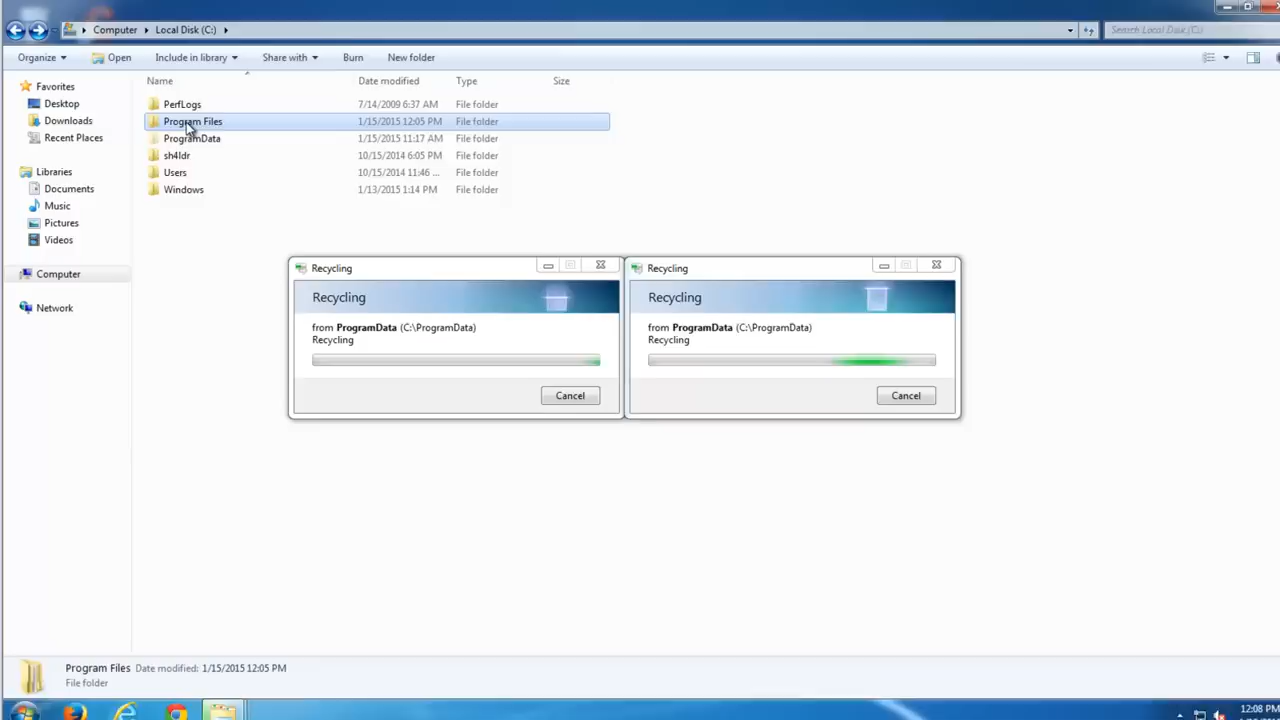 Computer Local Disk (C:) Search Local Disk (C:)
Organize Open Include in library Share with Burn New folder
Name Date modified Type Size
Favorites
Desktop
Downloads
Recent Places
Libraries
Documents
Music
Pictures
Videos
Computer
Network
PerfLogs 7/14/2009 6:37 AM File folder
Program Files 1/15/2015 12:05 PM File folder
ProgramData 1/15/2015 11:17 AM File folder
sh4ldr 10/15/2014 6:05 PM File folder
Users 10/15/2014 11:46 ... File folder
Windows 1/13/2015 1:14 PM File folder
Recycling
Recycling
from ProgramData (C:\ProgramData)
Recycling
Cancel
Recycling
Recycling
from ProgramData (C:\ProgramData)
Recycling
Cancel
Program Files Date modified: 1/15/2015 12:05 PM
File folder
12:08 PM